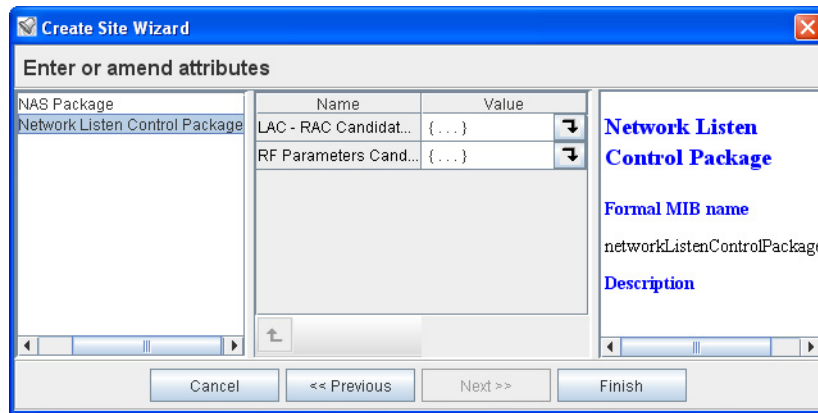 Create Site Wizard
Enter or amend attributes
NAS Package
Network Listen Control Package
Name Value
LAC - RAC Candidat... {...}
RF Parameters Cand... {...}
Network Listen
Control Package
Formal MIB name
networkListenControlPackage
Description
Cancel << Previous Next >> Finish